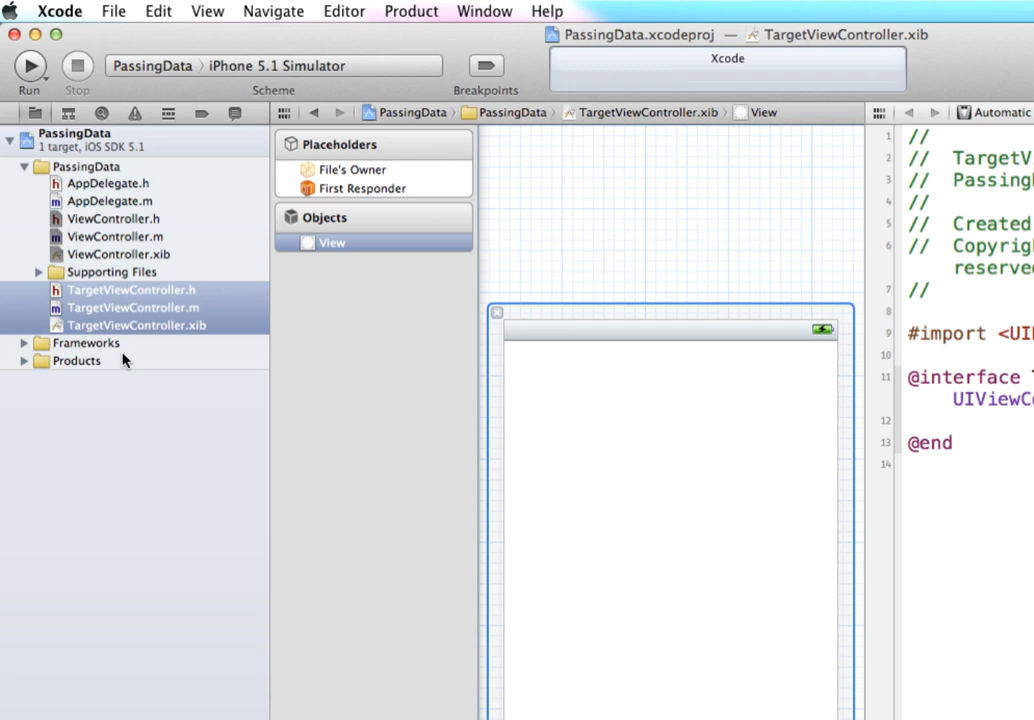 Xcode File Edit View Navigate Editor Product Window Help
PassingData.xcodeproj — TargetViewController.xib
PassingData 〉 iPhone 5.1 Simulator
Xcode
Run Stop Scheme Breakpoints
PassingData 〉 PassingData 〉 TargetViewController.xib 〉 View
Automatic
PassingData
1 target, iOS SDK 5.1
PassingData
h AppDelegate.h
m AppDelegate.m
h ViewController.h
m ViewController.m
ViewController.xib
Supporting Files
h TargetViewController.h
m TargetViewController.m
TargetViewController.xib
Frameworks
Products
Placeholders
File's Owner
First Responder
Objects
View
1 //
2 // TargetV
3 // Passing
4 //
5 // Created
6 // Copyrigh
reserved
7 //
8
9 #import <UI
10
11 @interface
UIViewCo
12
13 @end
14